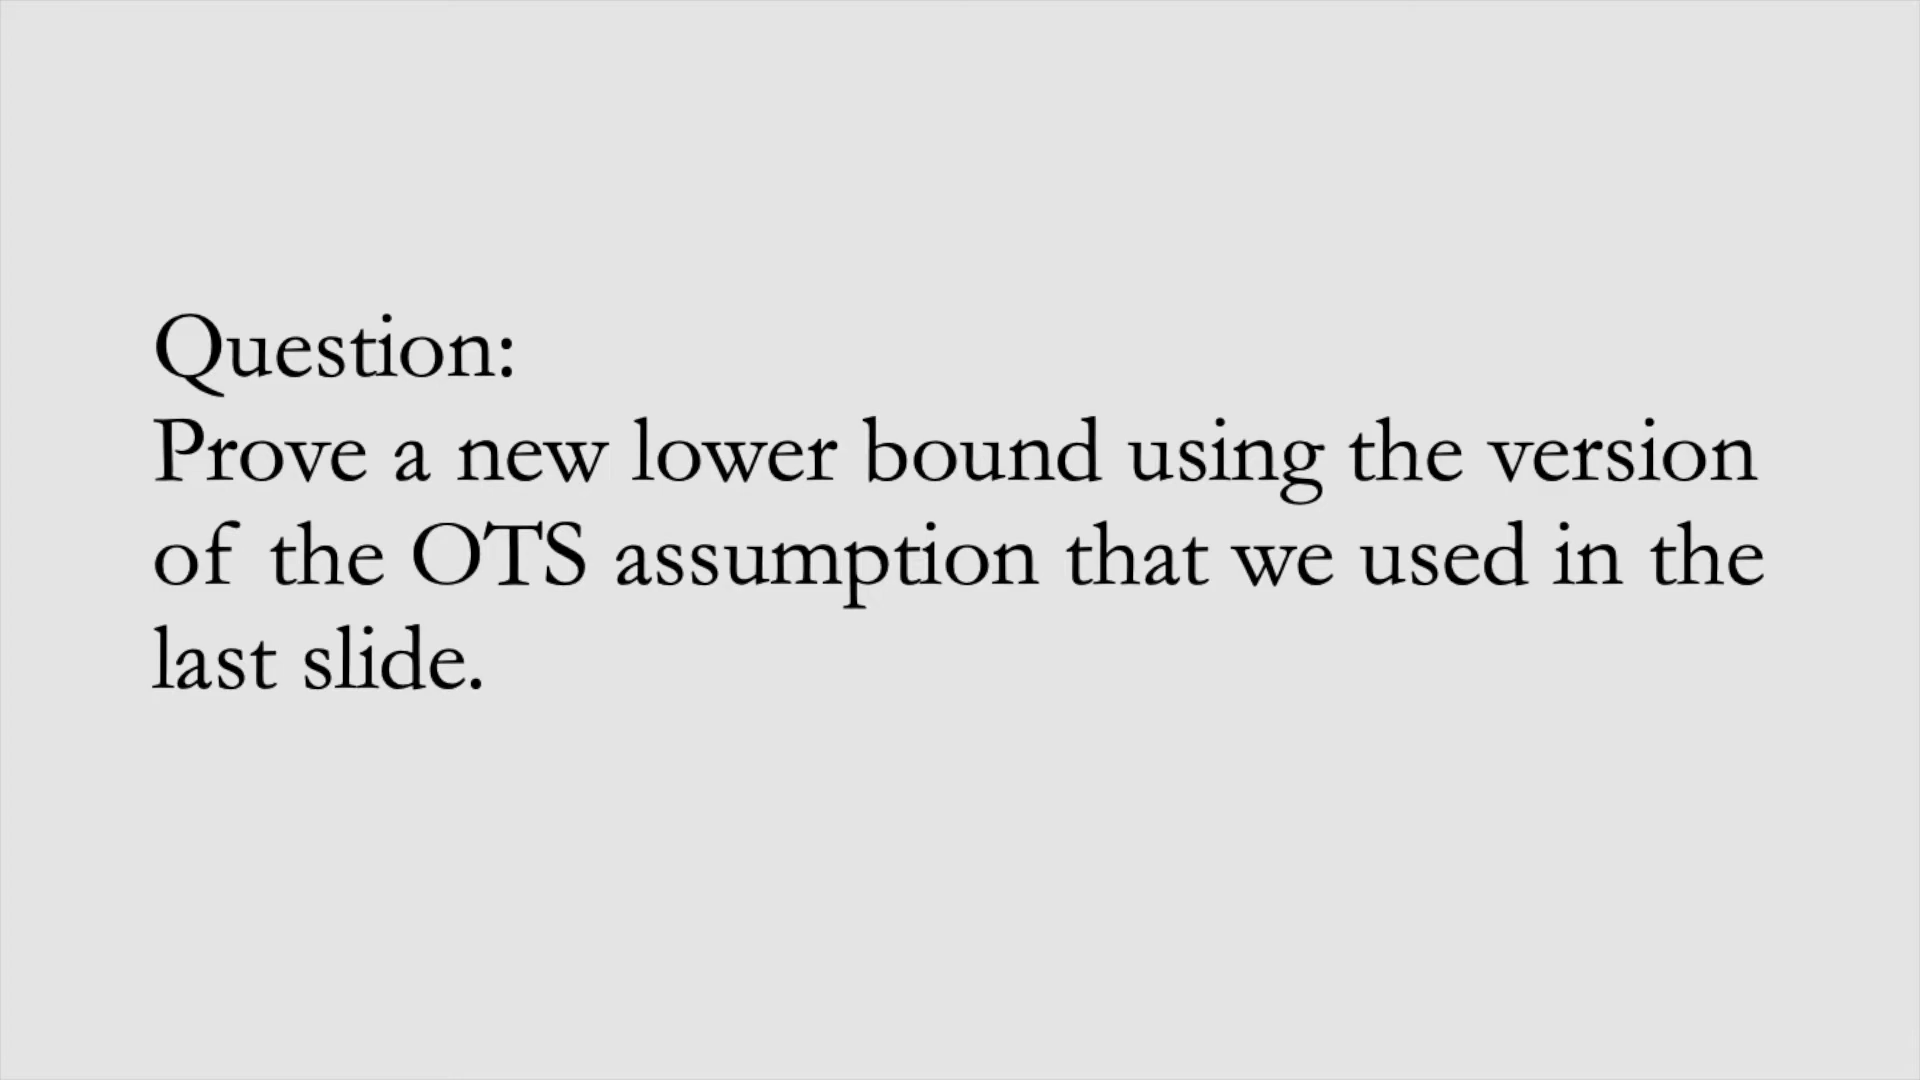 Question:
Prove a new lower bound using the version
of the OTS assumption that we used in the
last slide.